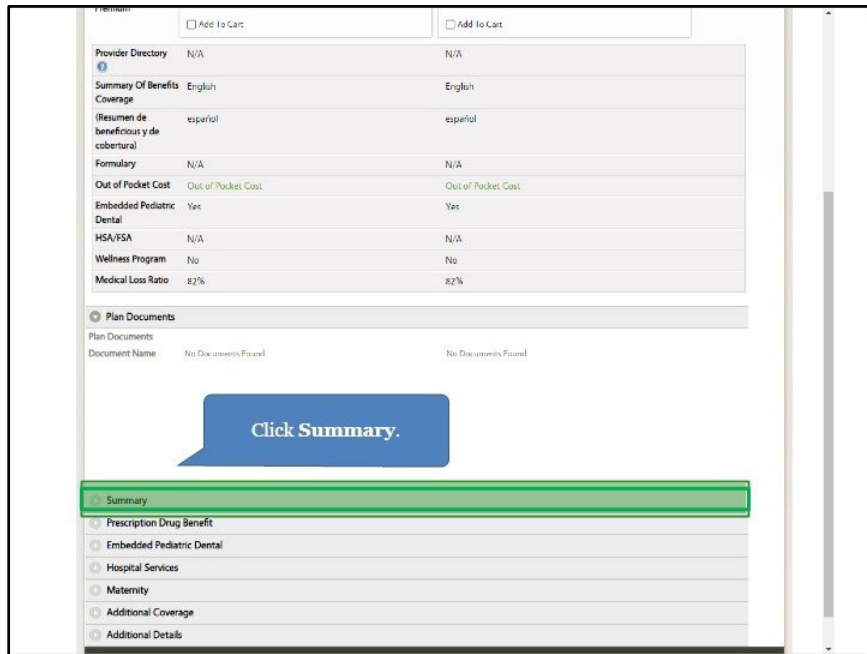 Premium
Add To Cart Add To Cart
Provider Directory N/A N/A
Summary Of Benefits English English
Coverage
(Resumen de español español
beneficious y de
cobertura)
Formulary N/A N/A
Out of Pocket Cost Out of Pocket Cost Out of Pocket Cost
Embedded Pediatric Yes Yes
Dental
HSA/FSA N/A N/A
Wellness Program No No
Medical Loss Ratio 82% 82%
Plan Documents
Plan Documents
Document Name No Documents Found No Documents Found
Click Summary.
Summary
Prescription Drug Benefit
Embedded Pediatric Dental
Hospital Services
Maternity
Additional Coverage
Additional Details